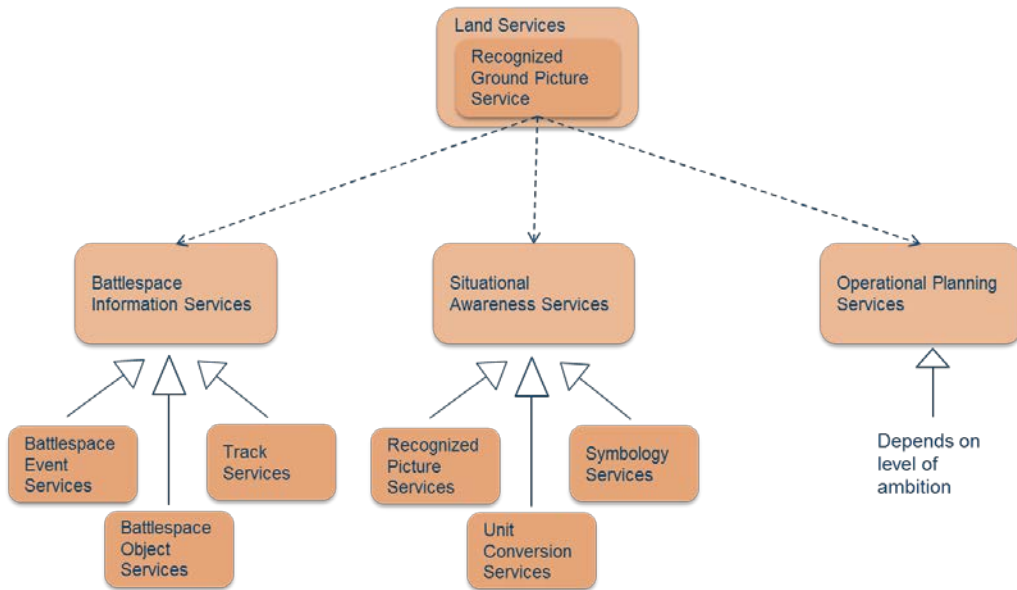 Land Services
Recognized
Ground Picture
Service
Battlespace
Information Services
Situational
Awareness Services
Operational Planning
Services
Battlespace
Event
Services
Track
Services
Recognized
Picture
Services
Symbology
Services
Depends on
level of
ambition
Battlespace
Object
Services
Unit
Conversion
Services